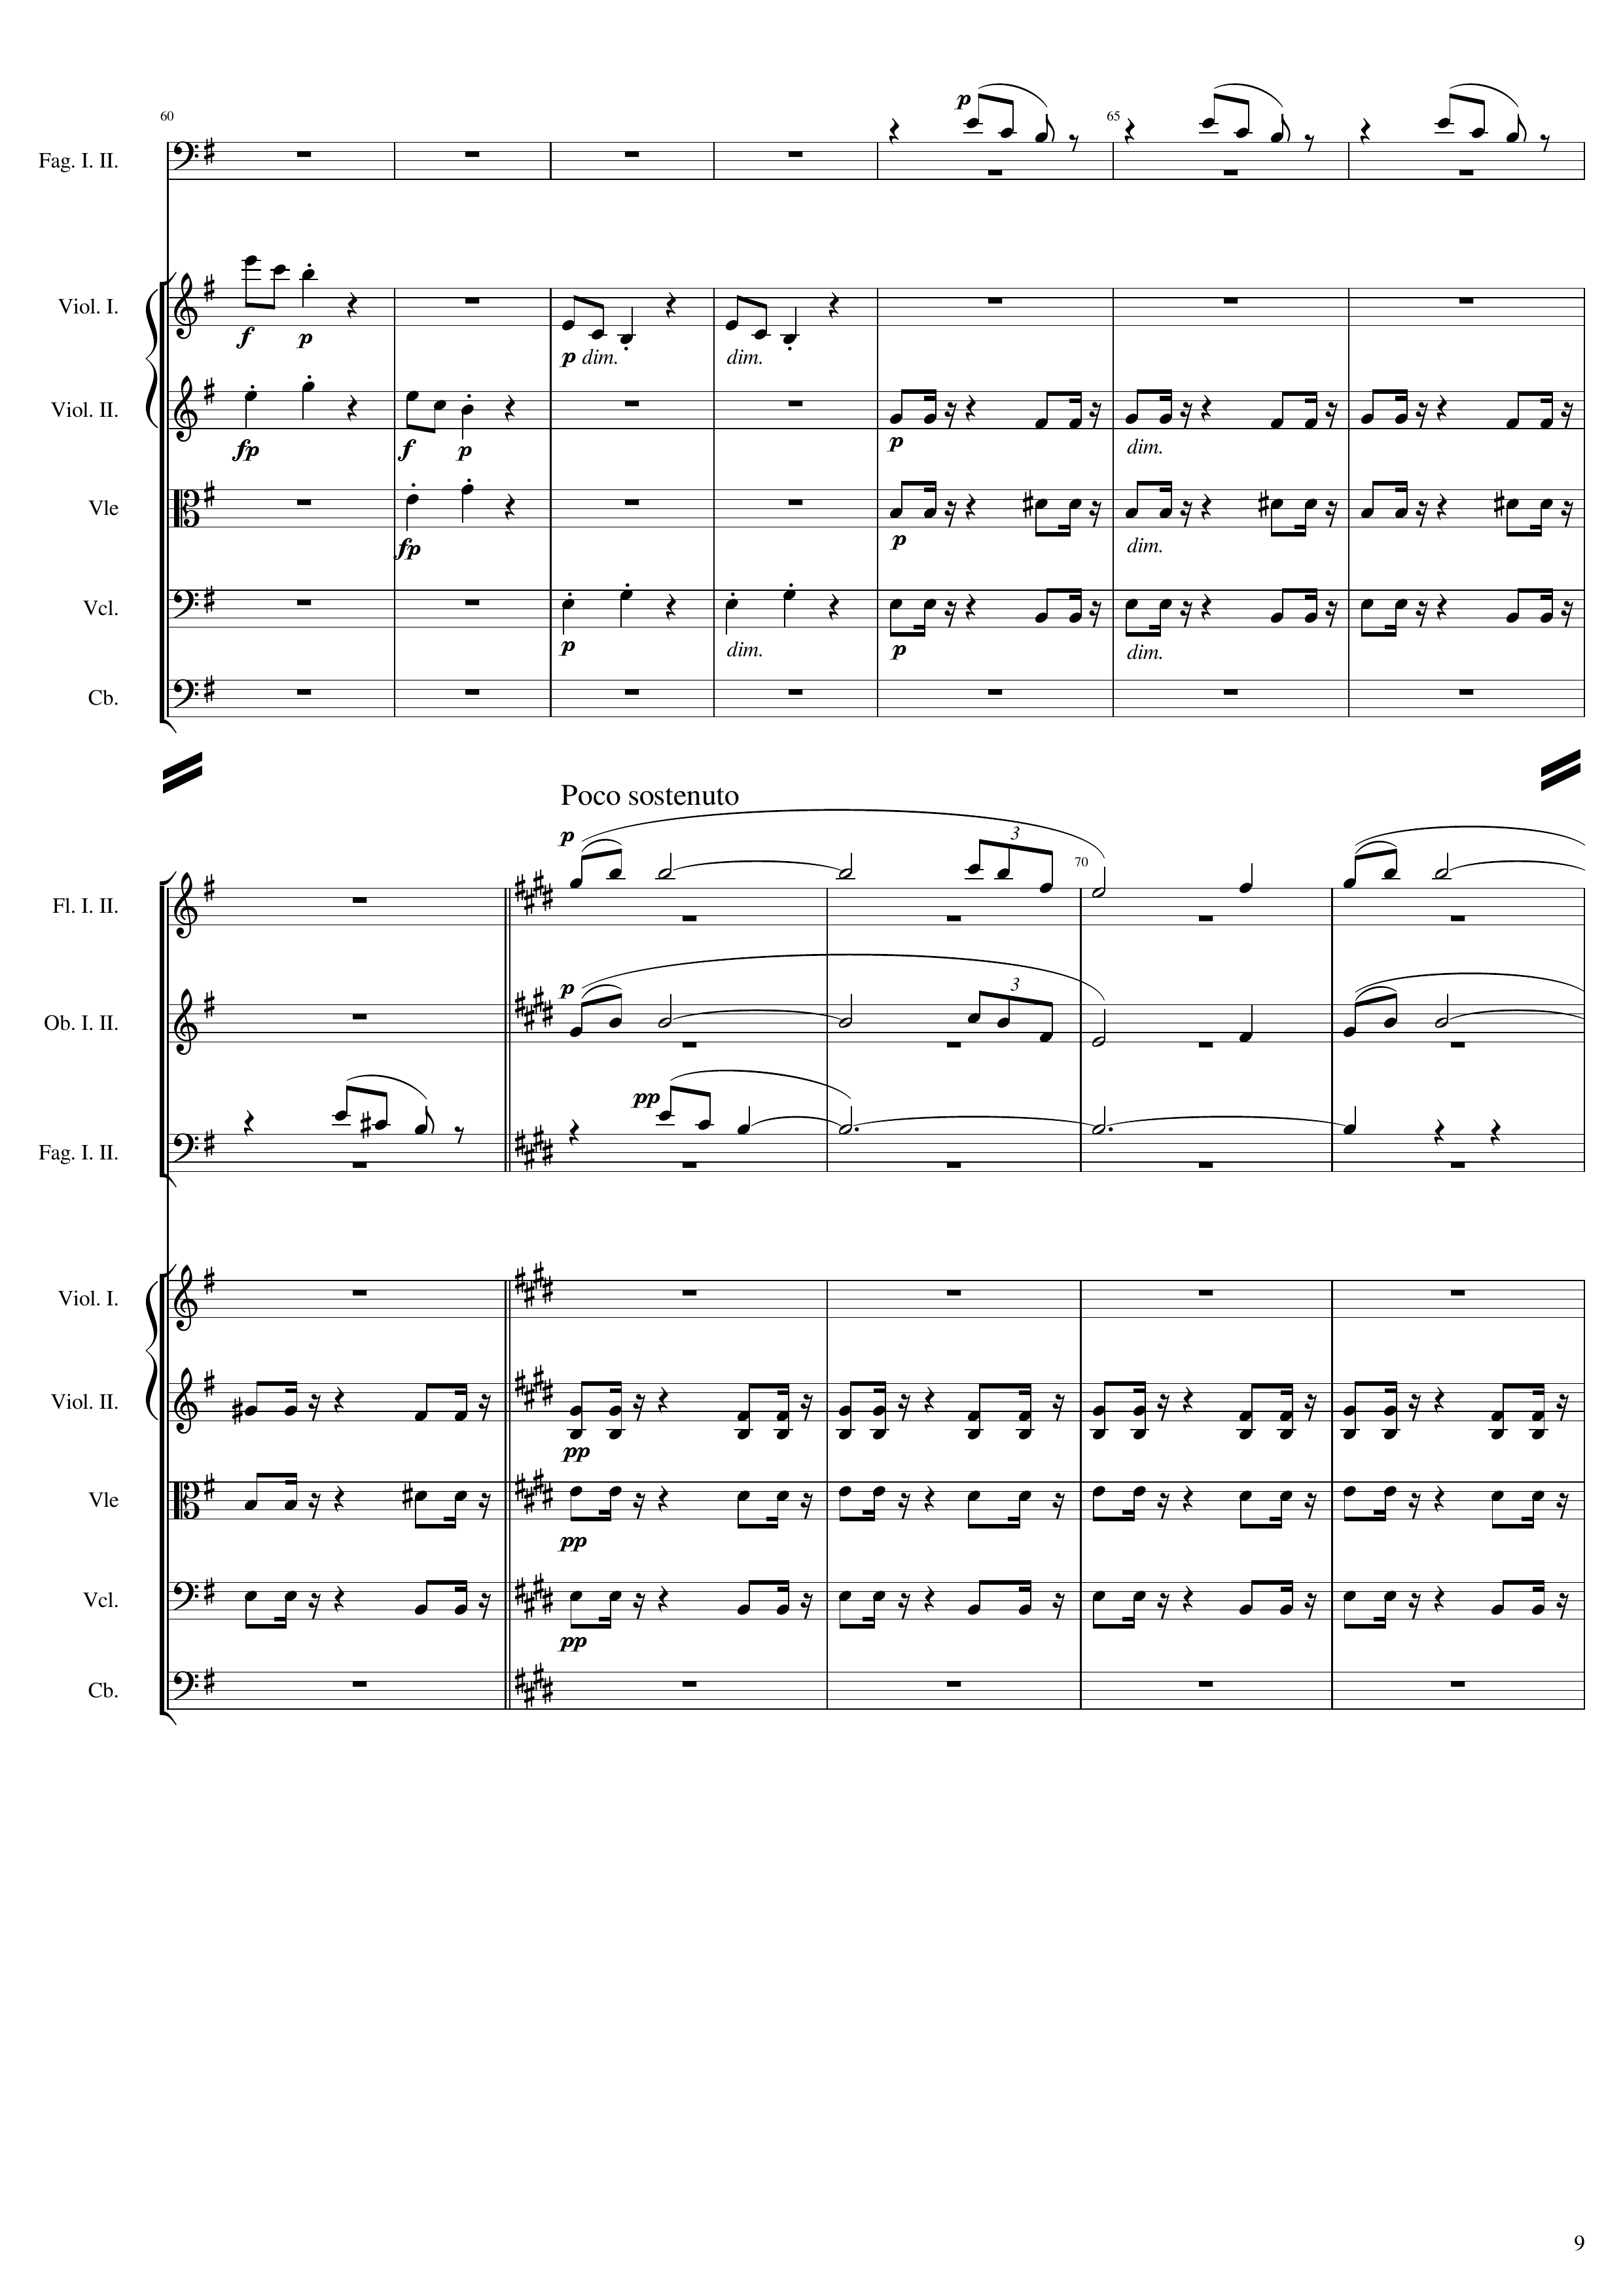 60
p
65
Fag. I. II.
Viol. I.
f
p
p dim.
dim.
Viol. II.
fp
f
p
p
dim.
Vle
fp
p
dim.
Vcl.
p
dim.
p
dim.
Cb.
Poco sostenuto
p
3
70
Fl. I. II.
p
3
Ob. I. II.
pp
Fag. I. II.
Viol. I.
Viol. II.
pp
Vle
pp
Vcl.
pp
Cb.
9